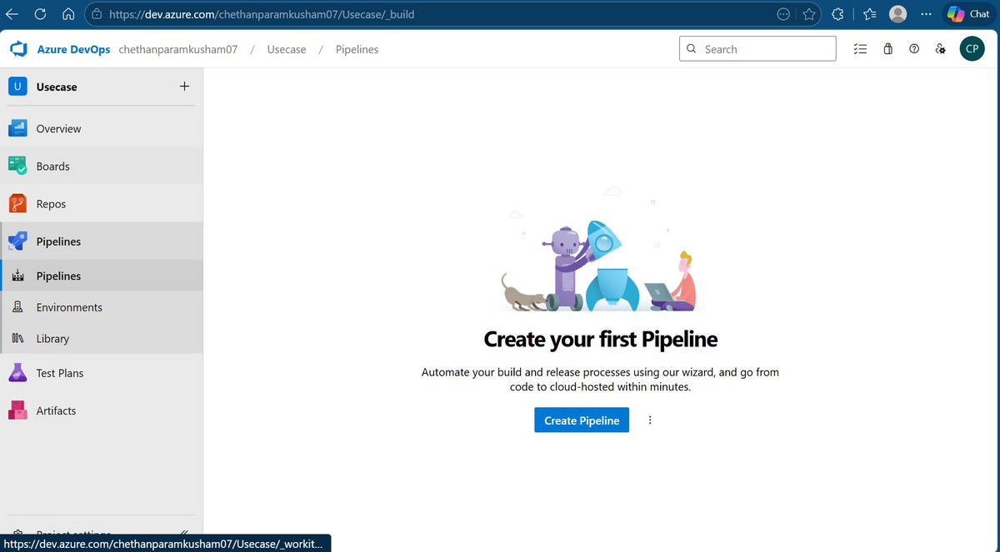 https://dev.azure.com/chethanparamkusham07/Usecase/_build
Chat
Azure DevOps chethanparamkusham07 / Usecase / Pipelines
Search
CP
U Usecase
Overview
Boards
Repos
Pipelines
Pipelines
Environments
Library
Test Plans
Artifacts
Create your first Pipeline
Automate your build and release processes using our wizard, and go from
code to cloud-hosted within minutes.
Create Pipeline
Project settings
https://dev.azure.com/chethanparamkusham07/Usecase/_workit...